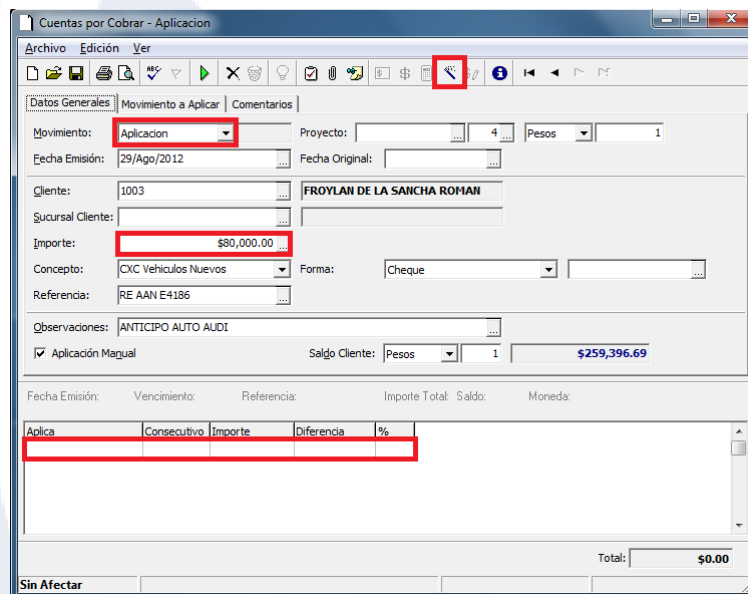 Cuentas por Cobrar - Aplicacion
Archivo Edición Ver
Datos Generales Movimiento a Aplicar Comentarios
Movimiento: Aplicacion Proyecto: 4 Pesos 1
Fecha Emisión: 29/Ago/2012 Fecha Original:
Cliente: 1003 FROYLAN DE LA SANCHA ROMAN
Sucursal Cliente:
Importe: $80,000.00
Concepto: CXC Vehiculos Nuevos Forma: Cheque
Referencia: RE AAN E4186
Observaciones: ANTICIPO AUTO AUDI
Aplicación Manual Saldo Cliente: Pesos 1 $259,396.69
Fecha Emisión: Vencimiento: Referencia: Importe Total: Saldo: Moneda:
Aplica Consecutivo Importe Diferencia %
Total: $0.00
Sin Afectar